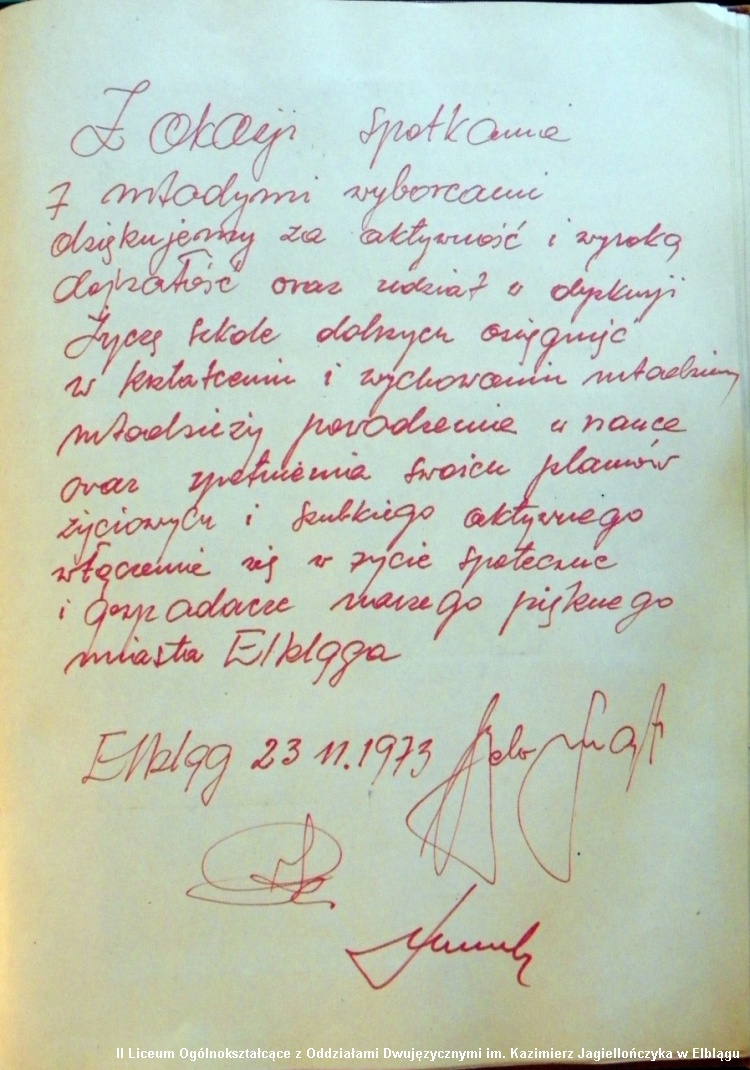 Z okazji spotkania
z młodymi wyborcami
dziękujemy za aktywność i wysoką
dojrzałość oraz udział w dyskusji
Życzę szkole dalszych osiągnięć
w kształceniu i wychowaniu młodzieży
młodzieży powodzenia w nauce
oraz spełnienia swoich planów
życiowych i szybkiego aktywnego
włączenia się w życie społeczne
i gospodarcze naszego pięknego
miasta Elbląga
Elbląg 23 11.1973
II Liceum Ogólnokształcące z Oddziałami Dwujęzycznymi im. Kazimierz Jagiellończyka w Elblągu